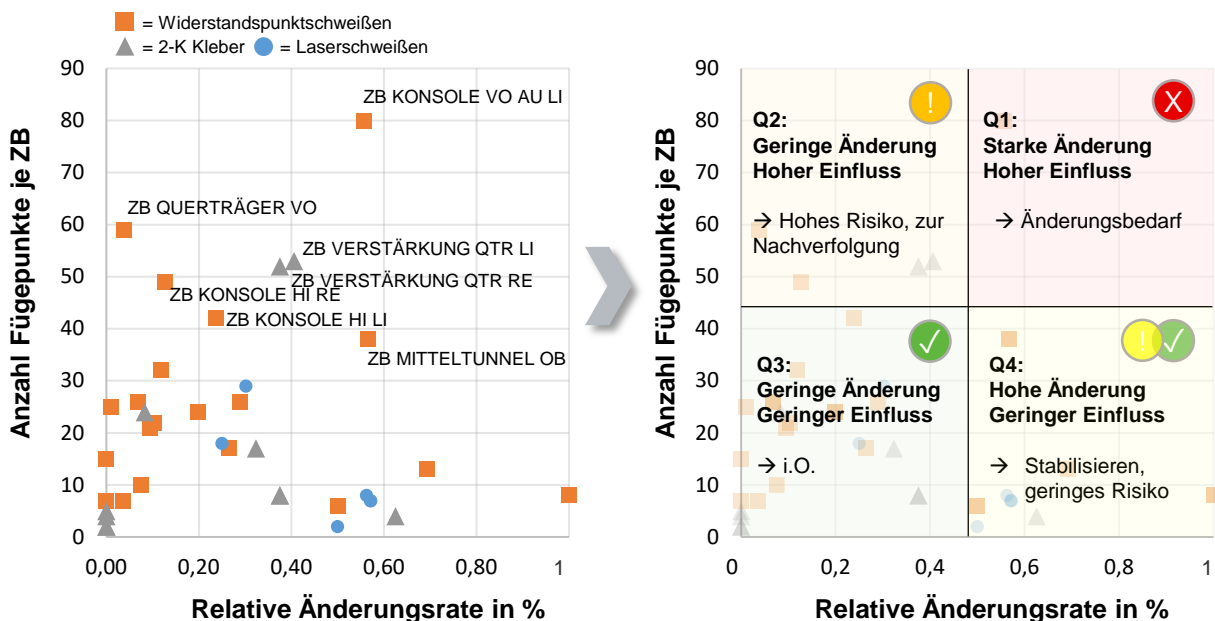 = Widerstandspunktschweißen
= 2-K Kleber
= Laserschweißen
Anzahl Fügepunkte je ZB
90
80
70
60
50
40
30
20
10
0
ZB KONSOLE VO AU LI
ZB QUERTRÄGER VO
ZB VERSTÄRKUNG QTR LI
ZB VERSTÄRKUNG QTR RE
ZB KONSOLE HI RE
ZB KONSOLE HI LI
ZB MITTELTUNNEL OB
0,00
0,20
0,40
0,60
0,80
1
Relative Änderungsrate in %
Anzahl Fügepunkte je ZB
90
80
70
60
50
40
30
20
10
0
!
Q2:
Geringe Änderung
Hoher Einfluss
→ Hohes Risiko, zur
Nachverfolgung
X
Q1:
Starke Änderung
Hoher Einfluss
→ Änderungsbedarf
✓
Q3:
Geringe Änderung
Geringer Einfluss
→ i.O.
! ✓
Q4:
Hohe Änderung
Geringer Einfluss
→ Stabilisieren,
geringes Risiko
0
0,2
0,4
0,6
0,8
1
Relative Änderungsrate in %